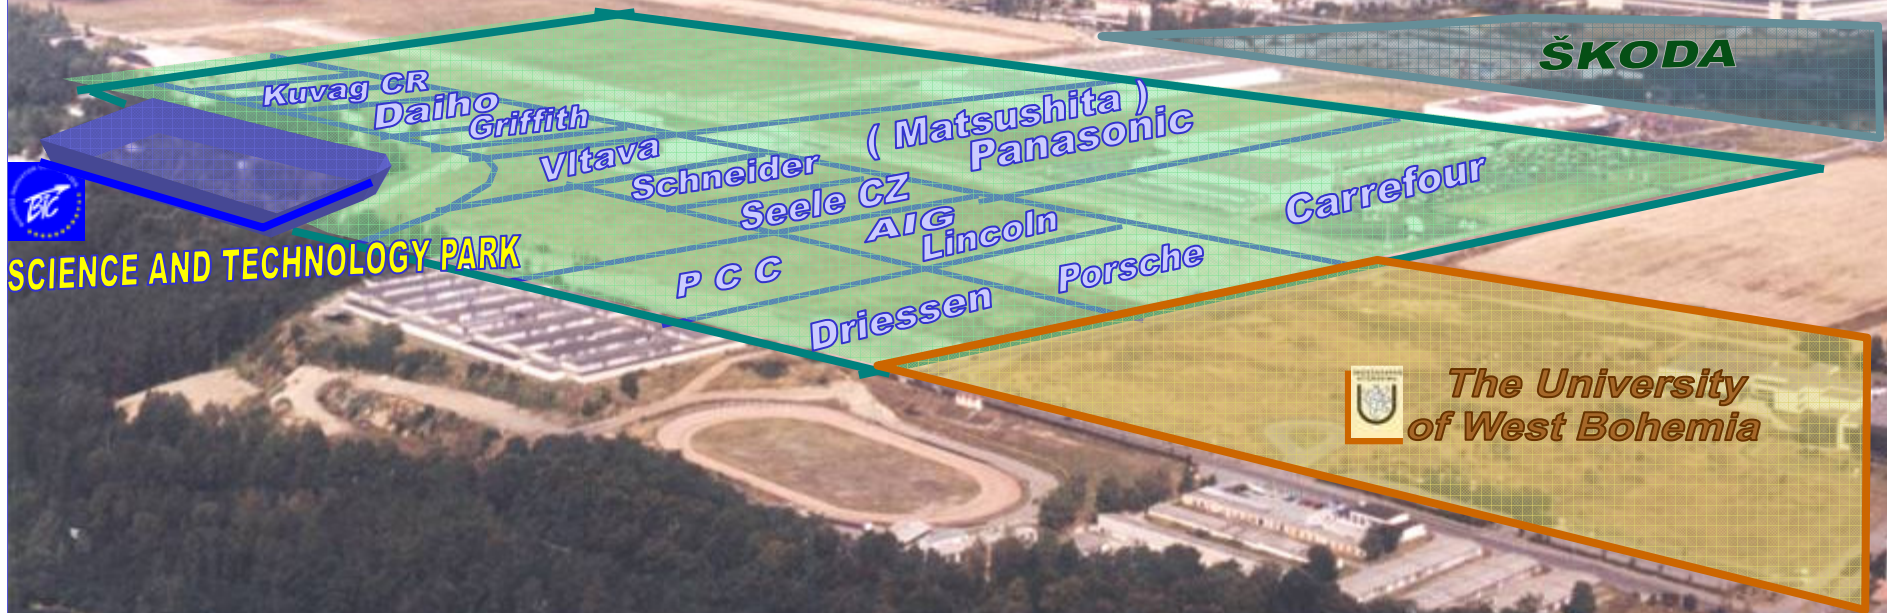 ŠKODA
Kuvag CR
Daiho
Griffith
( Matsushita )
Panasonic
Vltava
Schneider
Seele CZ
AIG
Lincoln
Carrefour
BIC
SCIENCE AND TECHNOLOGY PARK
P C C
Porsche
Driessen
The University
of West Bohemia